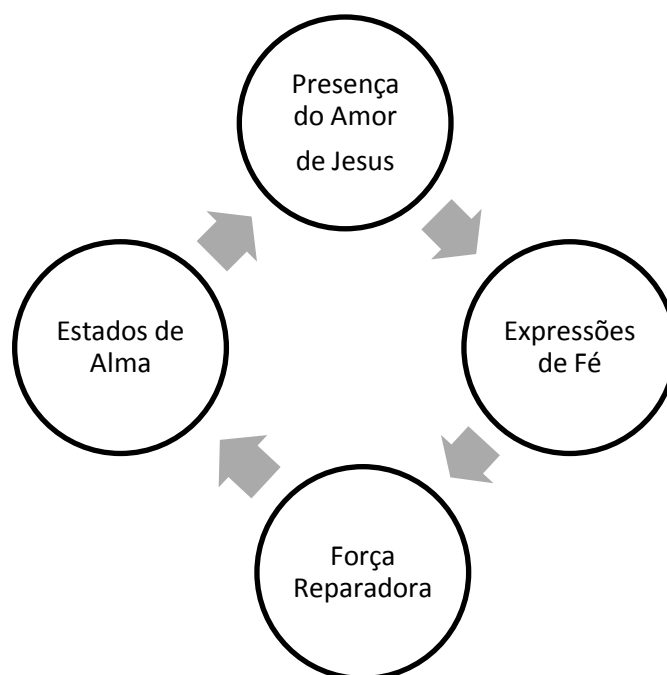 Presença
do Amor
de Jesus
Estados de
Alma
Expressões
de Fé
Força
Reparadora